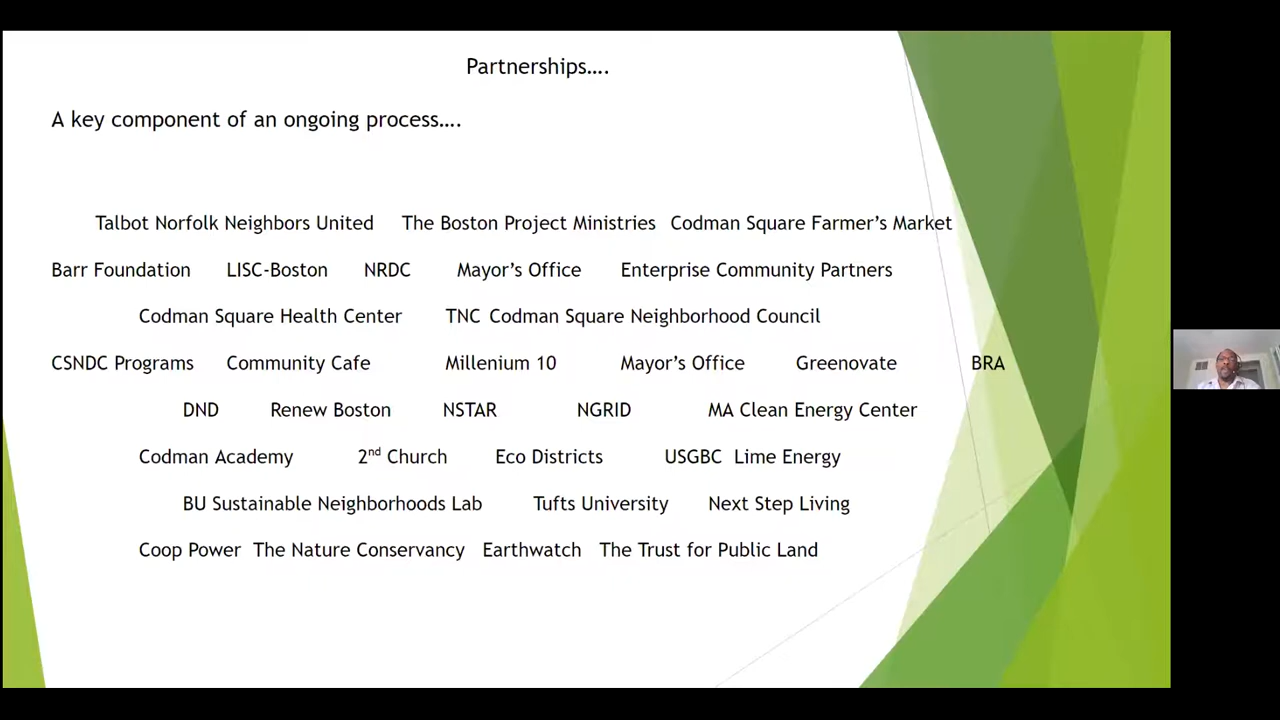 Partnerships....
A key component of an ongoing process....
Talbot Norfolk Neighbors United The Boston Project Ministries Codman Square Farmer's Market
Barr Foundation LISC-Boston NRDC Mayor's Office Enterprise Community Partners
Codman Square Health Center TNC Codman Square Neighborhood Council
CSNDC Programs Community Cafe Millenium 10 Mayor's Office Greenovate BRA
DND Renew Boston NSTAR NGRID MA Clean Energy Center
Codman Academy 2nd Church Eco Districts USGBC Lime Energy
BU Sustainable Neighborhoods Lab Tufts University Next Step Living
Coop Power The Nature Conservancy Earthwatch The Trust for Public Land